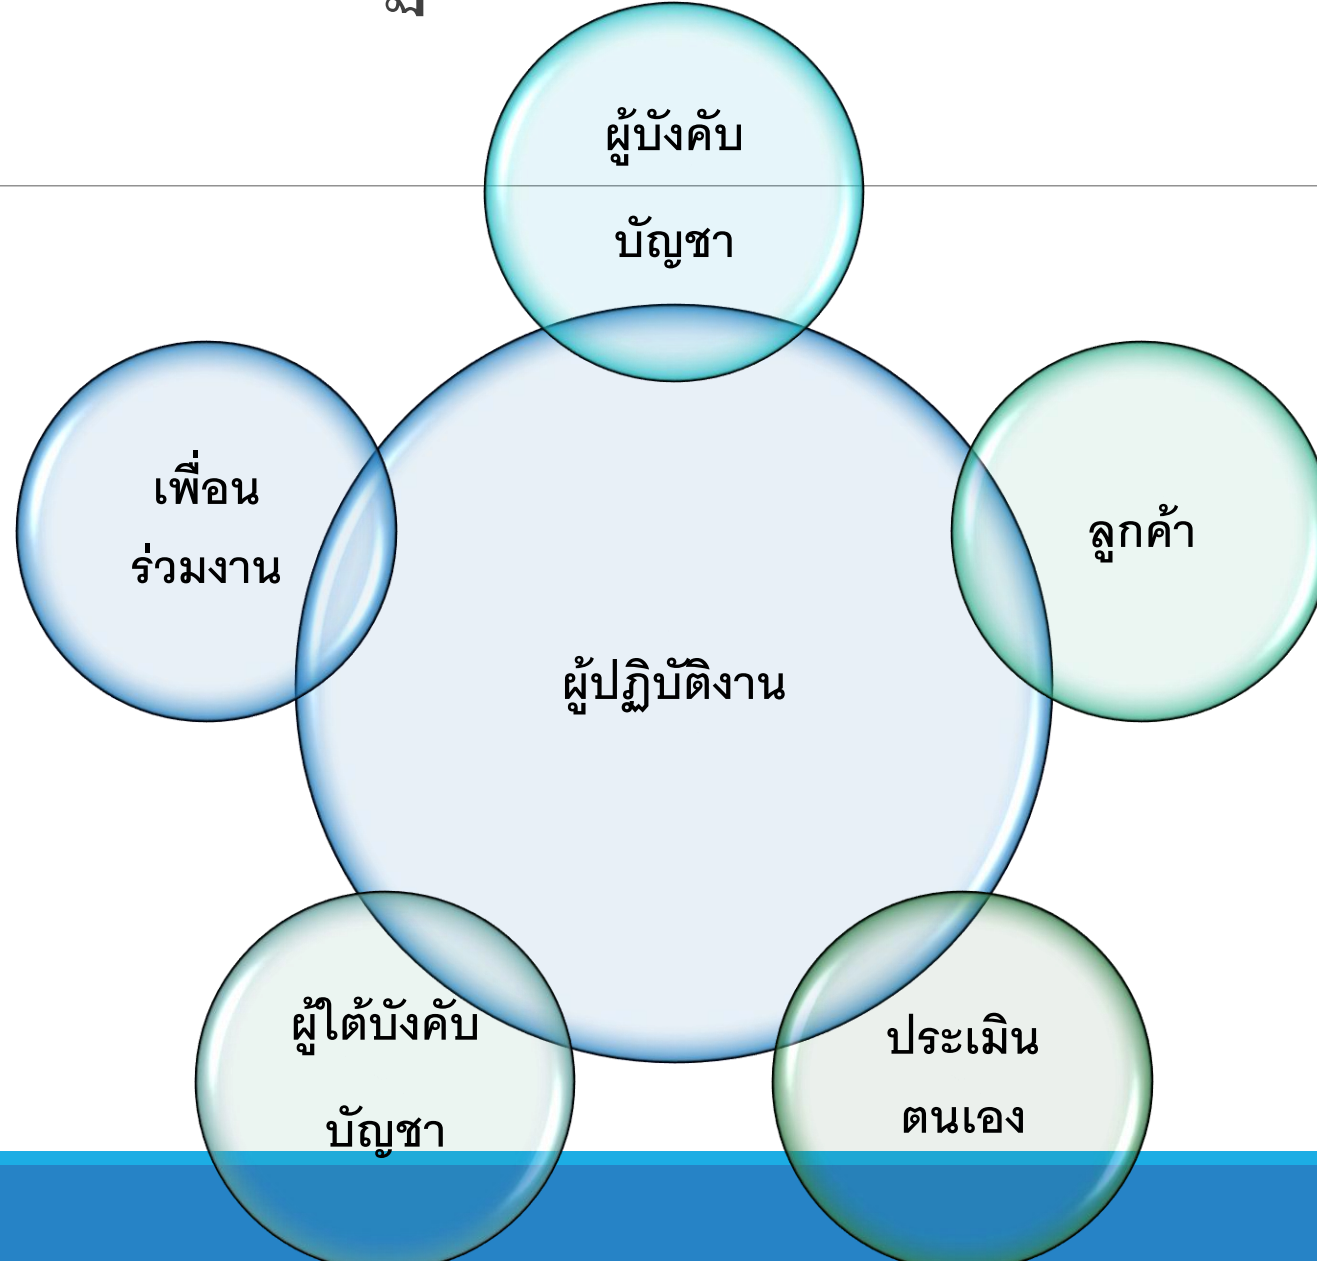 ผู้บังคับ
บัญชา
เพื่อน
ร่วมงาน
ลูกค้า
ผู้ปฏิบัติงาน
ผู้ใต้บังคับ
บัญชา
ประเมิน
ตนเอง